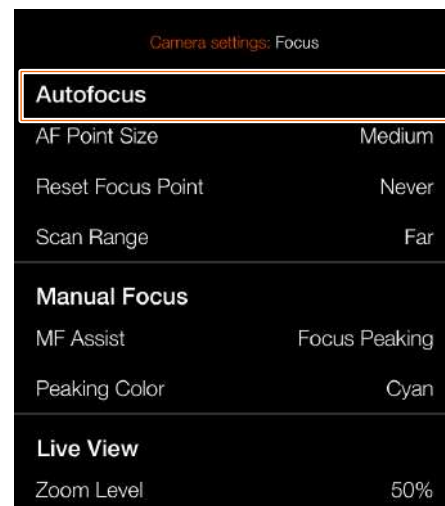 Camera settings: Focus
Autofocus
AF Point Size Medium
Reset Focus Point Never
Scan Range Far
Manual Focus
MF Assist Focus Peaking
Peaking Color Cyan
Live View
Zoom Level 50%